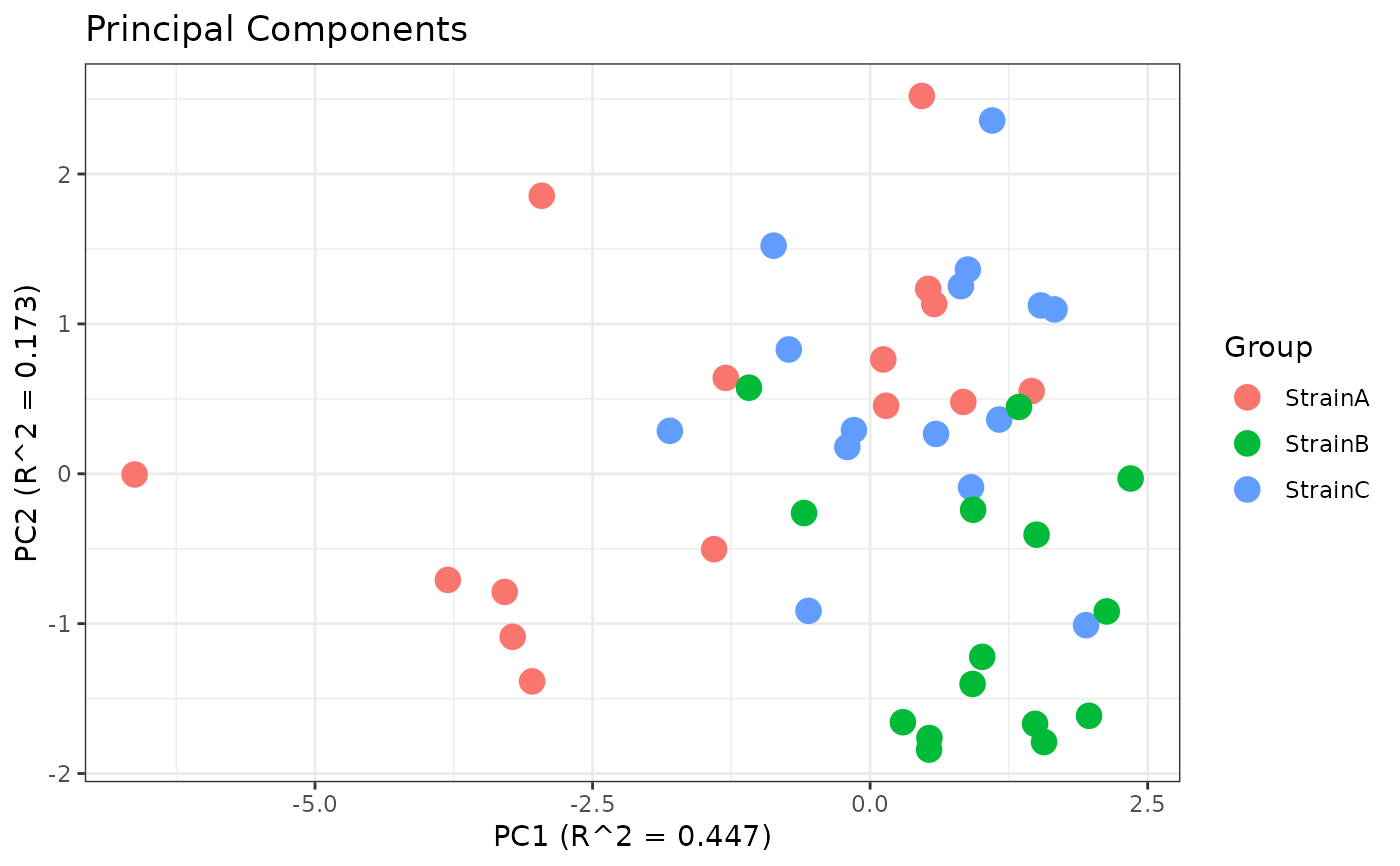 Principal Components
PC2 (R^2 = 0.173)
2
1
0
-1
-2
-5.0
-2.5
0.0
2.5
PC1 (R^2 = 0.447)
Group
StrainA
StrainB
StrainC